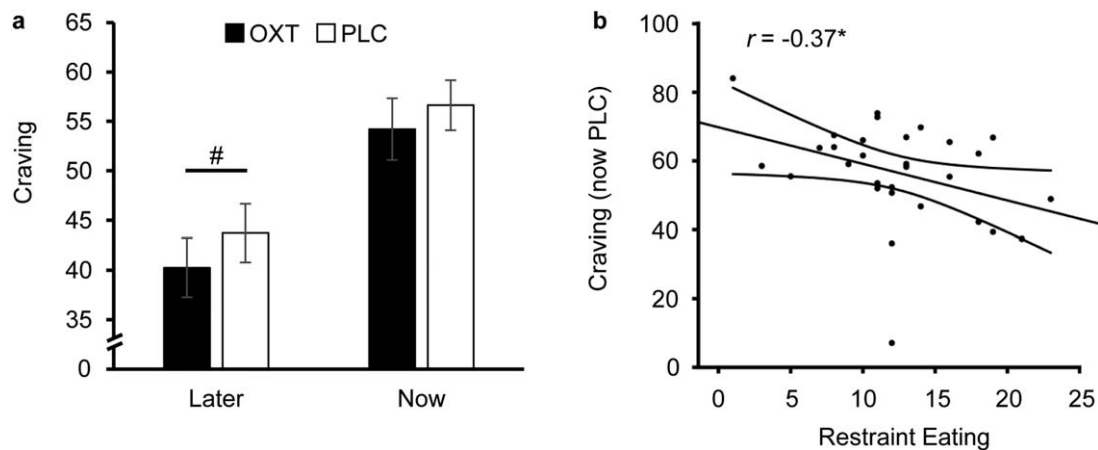 a
65
60
55
50
45
40
35
0
Craving
OXT PLC
#
Later Now
b
r = -0.37*
100
80
60
40
20
0
Craving (now PLC)
0 5 10 15 20 25
Restraint Eating